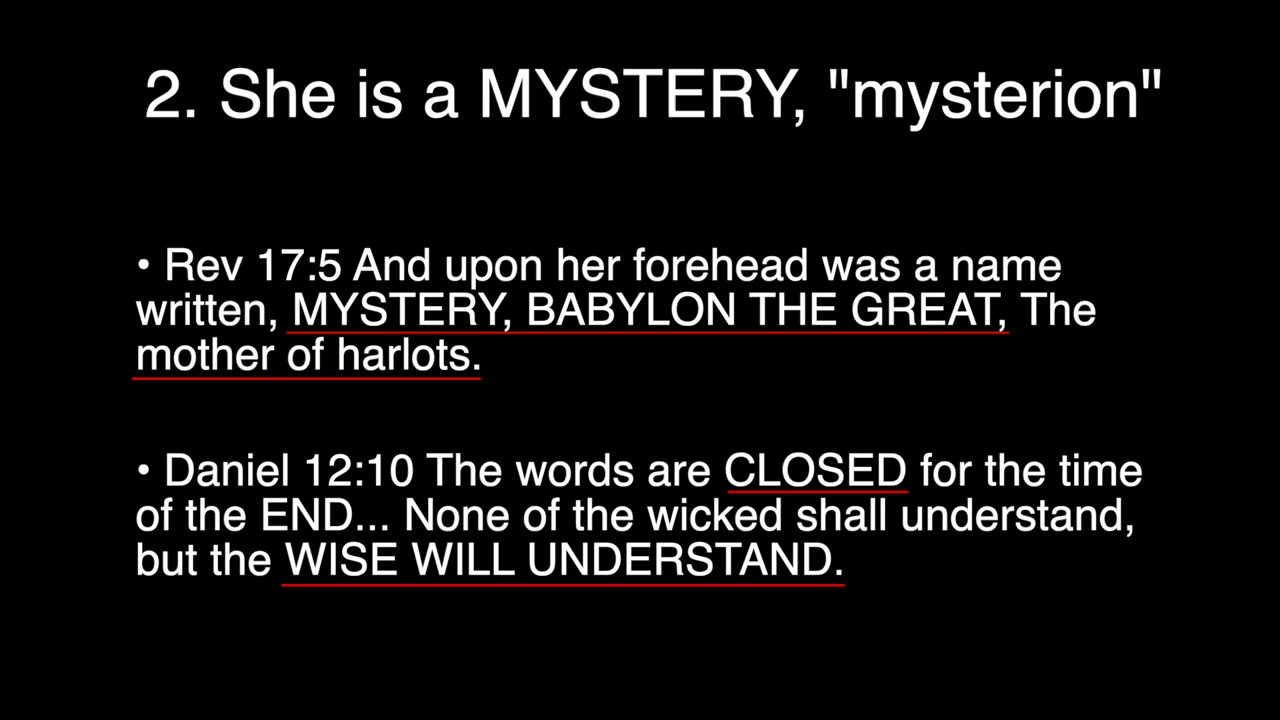 2. She is a MYSTERY, "mysterion"
• Rev 17:5 And upon her forehead was a name
written, MYSTERY, BABYLON THE GREAT, The
mother of harlots.
• Daniel 12:10 The words are CLOSED for the time
of the END... None of the wicked shall understand,
but the WISE WILL UNDERSTAND.